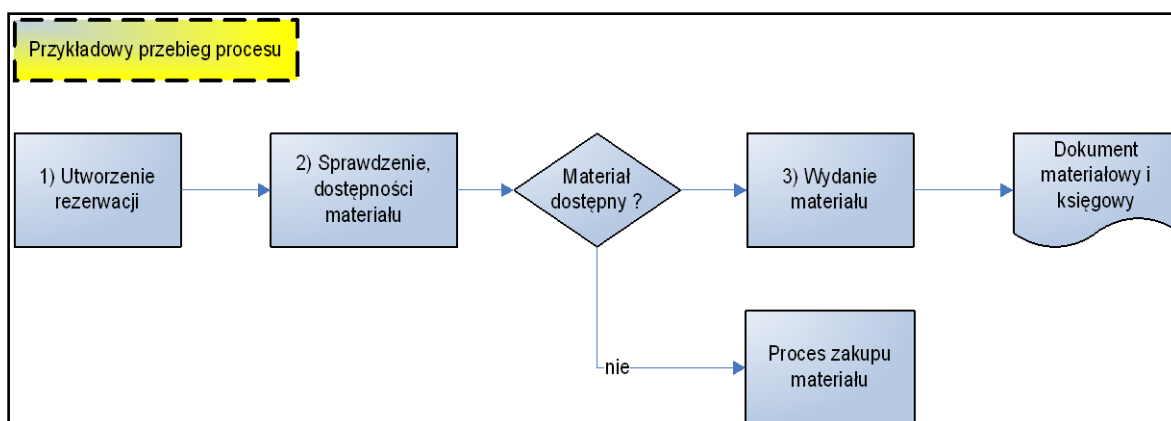 Przykładowy przebieg procesu
1) Utworzenie
rezerwacji
2) Sprawdzenie,
dostępności
materiału
Materiał
dostępny ?
3) Wydanie
materiału
Dokument
materiałowy i
księgowy
nie
Proces zakupu
materiału